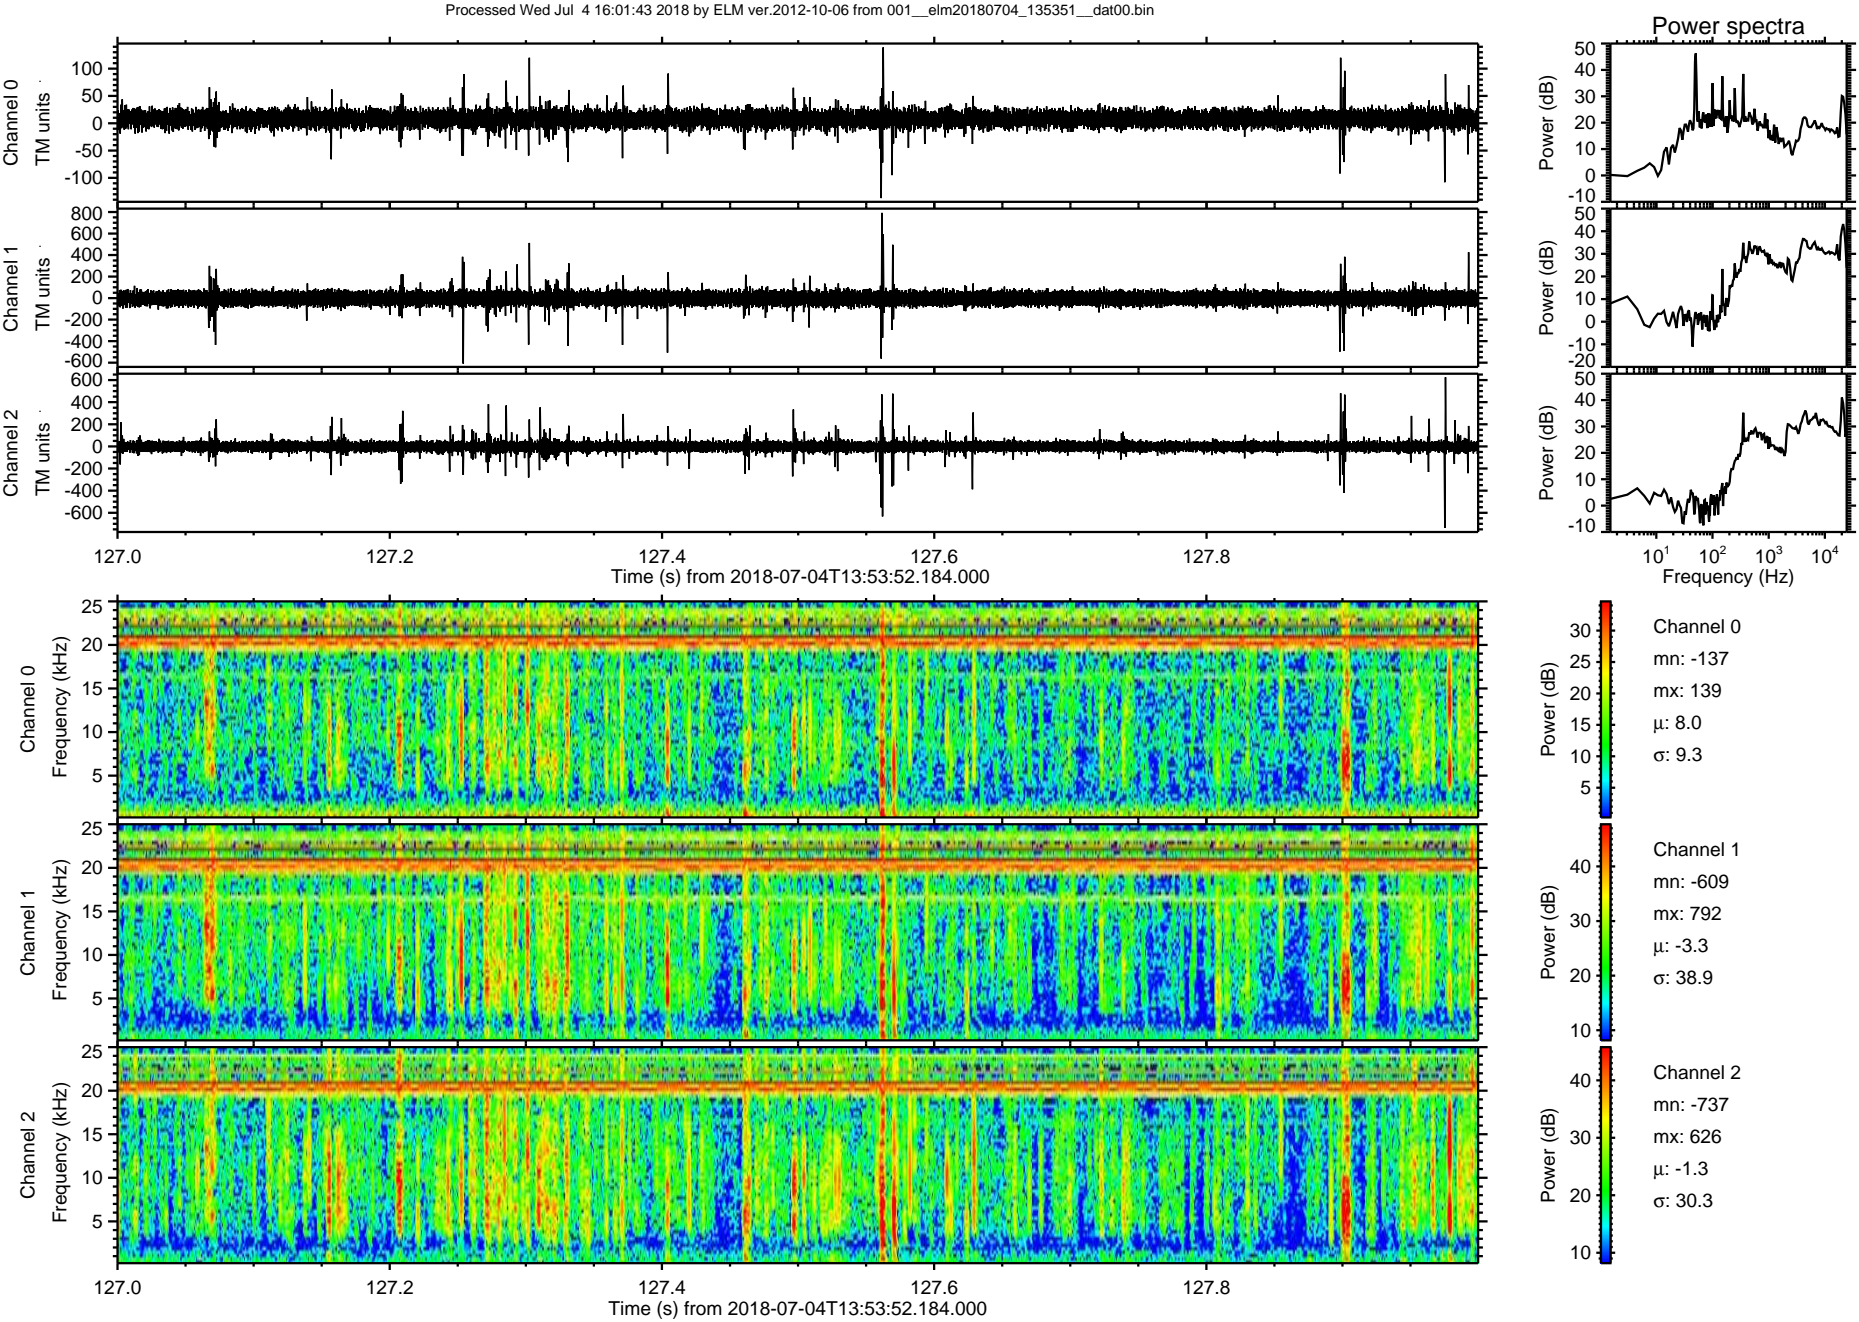 Processed Wed Jul  4 16:01:43 2018 by ELM ver.2012-10-06 from 001__elm20180704_135351__dat00.bin
Power spectra
Channel 0
TM units
100
50
0
-50
-100
Power (dB)
50
40
30
20
10
0
-10
Channel 1
TM units
800
600
400
200
0
-200
-400
-600
Power (dB)
50
40
30
20
10
0
-10
-20
Channel 2
TM units
600
400
200
0
-200
-400
-600
Power (dB)
50
40
30
20
10
0
-10
127.0 127.2 127.4 127.6 127.8
Time (s) from 2018-07-04T13:53:52.184.000
10^1 10^2 10^3 10^4
Frequency (Hz)
Channel 0
Frequency (kHz)
25
20
15
10
5
Power (dB)
30
25
20
15
10
5
Channel 0
mn: -137
mx: 139
μ: 8.0
σ: 9.3
Channel 1
Frequency (kHz)
25
20
15
10
5
Power (dB)
40
30
20
10
Channel 1
mn: -609
mx: 792
μ: -3.3
σ: 38.9
Channel 2
Frequency (kHz)
25
20
15
10
5
Power (dB)
40
30
20
10
Channel 2
mn: -737
mx: 626
μ: -1.3
σ: 30.3
127.0 127.2 127.4 127.6 127.8
Time (s) from 2018-07-04T13:53:52.184.000